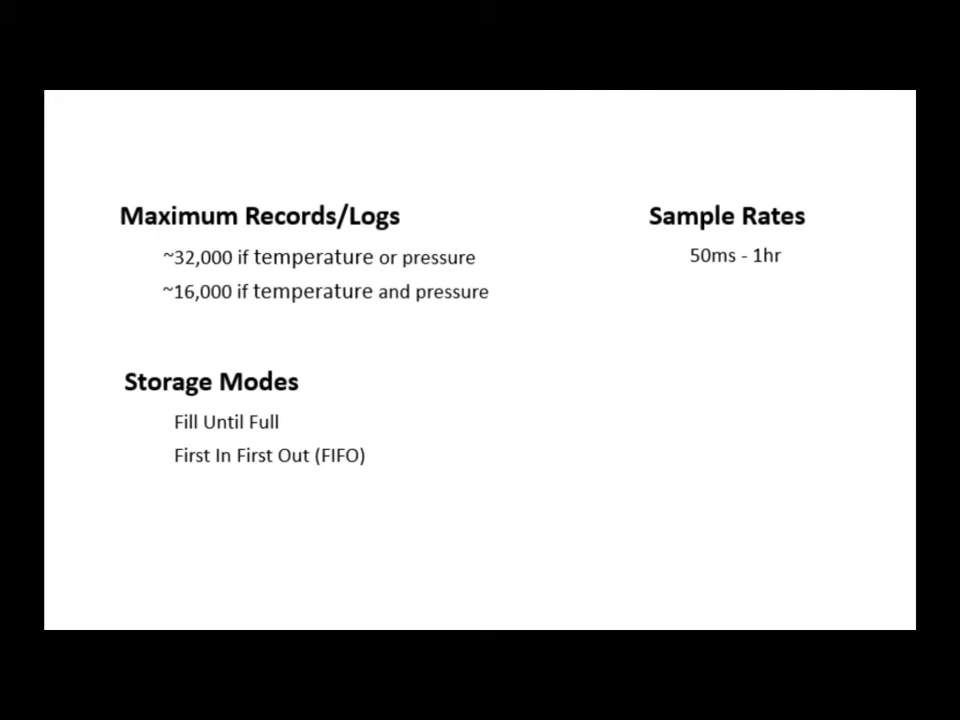 Maximum Records/Logs
~32,000 if temperature or pressure
~16,000 if temperature and pressure
Sample Rates
50ms - 1hr
Storage Modes
Fill Until Full
First In First Out (FIFO)